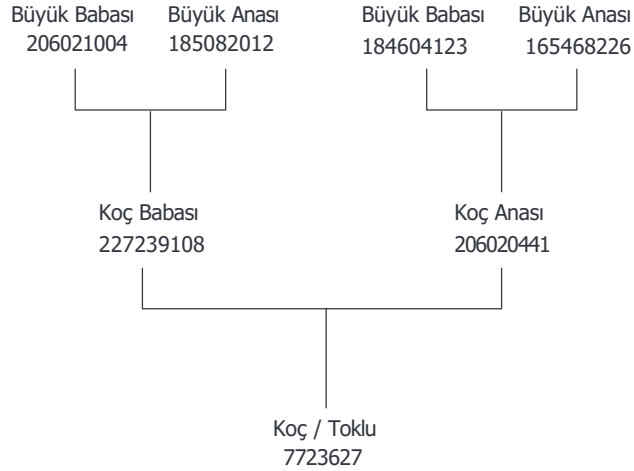 Büyük Babası Büyük Anası Büyük Babası Büyük Anası
206021004 185082012 184604123 165468226
Koç Babası Koç Anası
227239108 206020441
Koç / Toklu
7723627